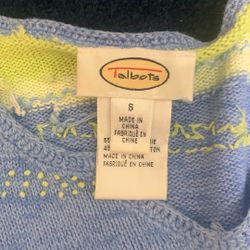 Talbots
S
MADE IN
CHINA
FABRIQUÉ EN
CHINE
MADE IN CHINA
FABRIQUÉ EN CHINE